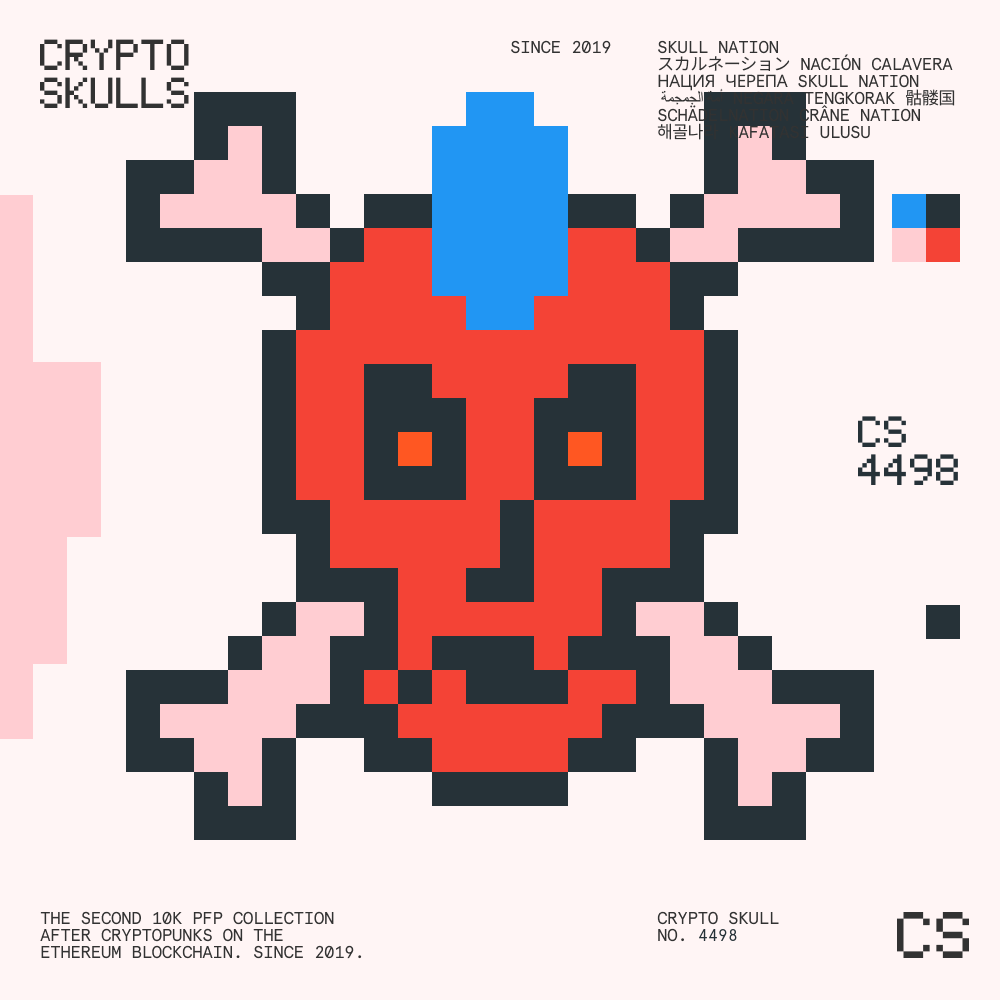 CRYPTO
SKULLS
SINCE 2019
SKULL NATION
スカルネーション NACIÓN CALAVERA
НАЦИЯ ЧЕРЕПА SKULL NATION
الجمجمة TENGKORAK 骷髅国
CRÂNE NATION
해골나 ULUSU
CS
4498
THE SECOND 10K PFP COLLECTION
AFTER CRYPTOPUNKS ON THE
ETHEREUM BLOCKCHAIN. SINCE 2019.
CRYPTO SKULL
NO. 4498
CS